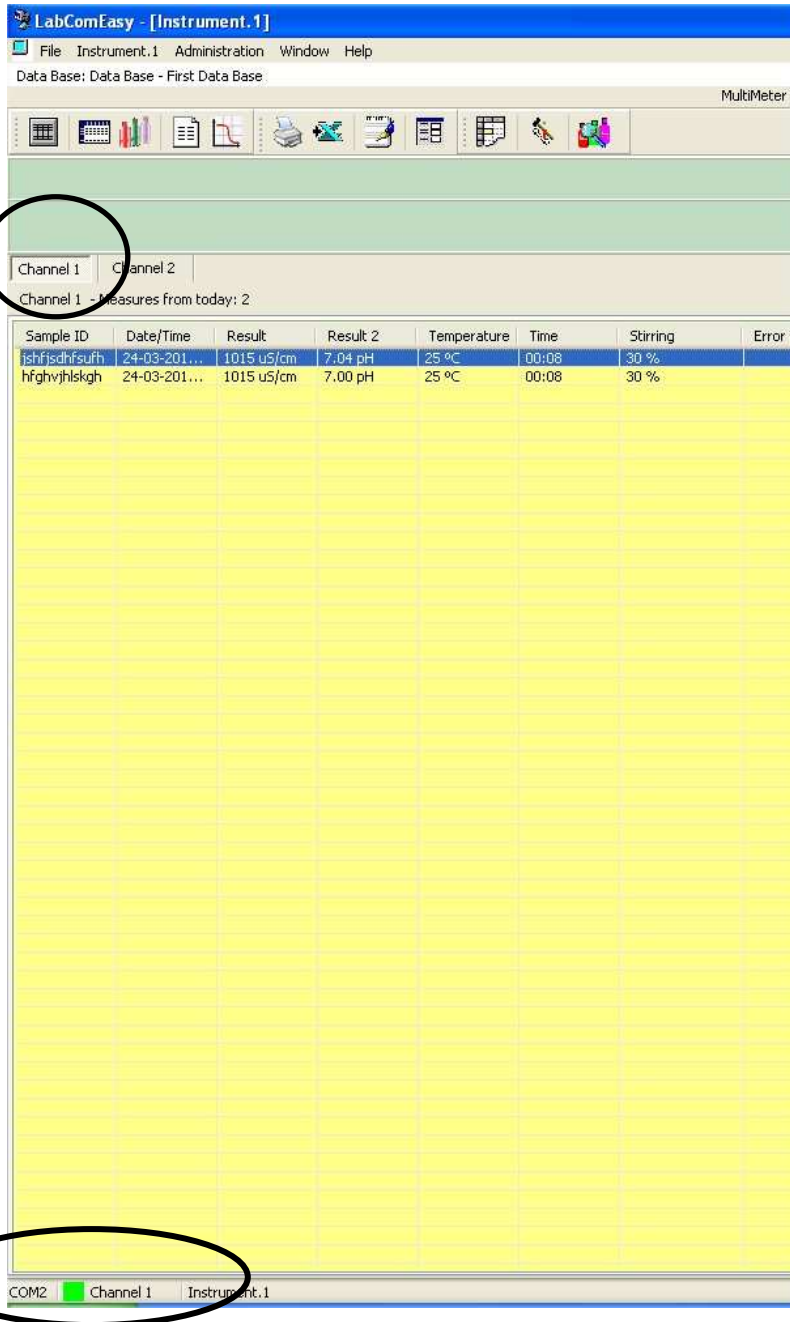 LabComEasy - [Instrument.1]
File Instrument.1 Administration Window Help
Data Base: Data Base - First Data Base
MultiMeter
Channel 1 Channel 2
Channel 1 - Measures from today: 2
Sample ID Date/Time Result Result 2 Temperature Time Stirring Error
jshfjsdhfsufh 24-03-201... 1015 uS/cm 7.04 pH 25 ºC 00:08 30 %
hfghvjhlskgh 24-03-201... 1015 uS/cm 7.00 pH 25 ºC 00:08 30 %
COM2 Channel 1 Instrument.1